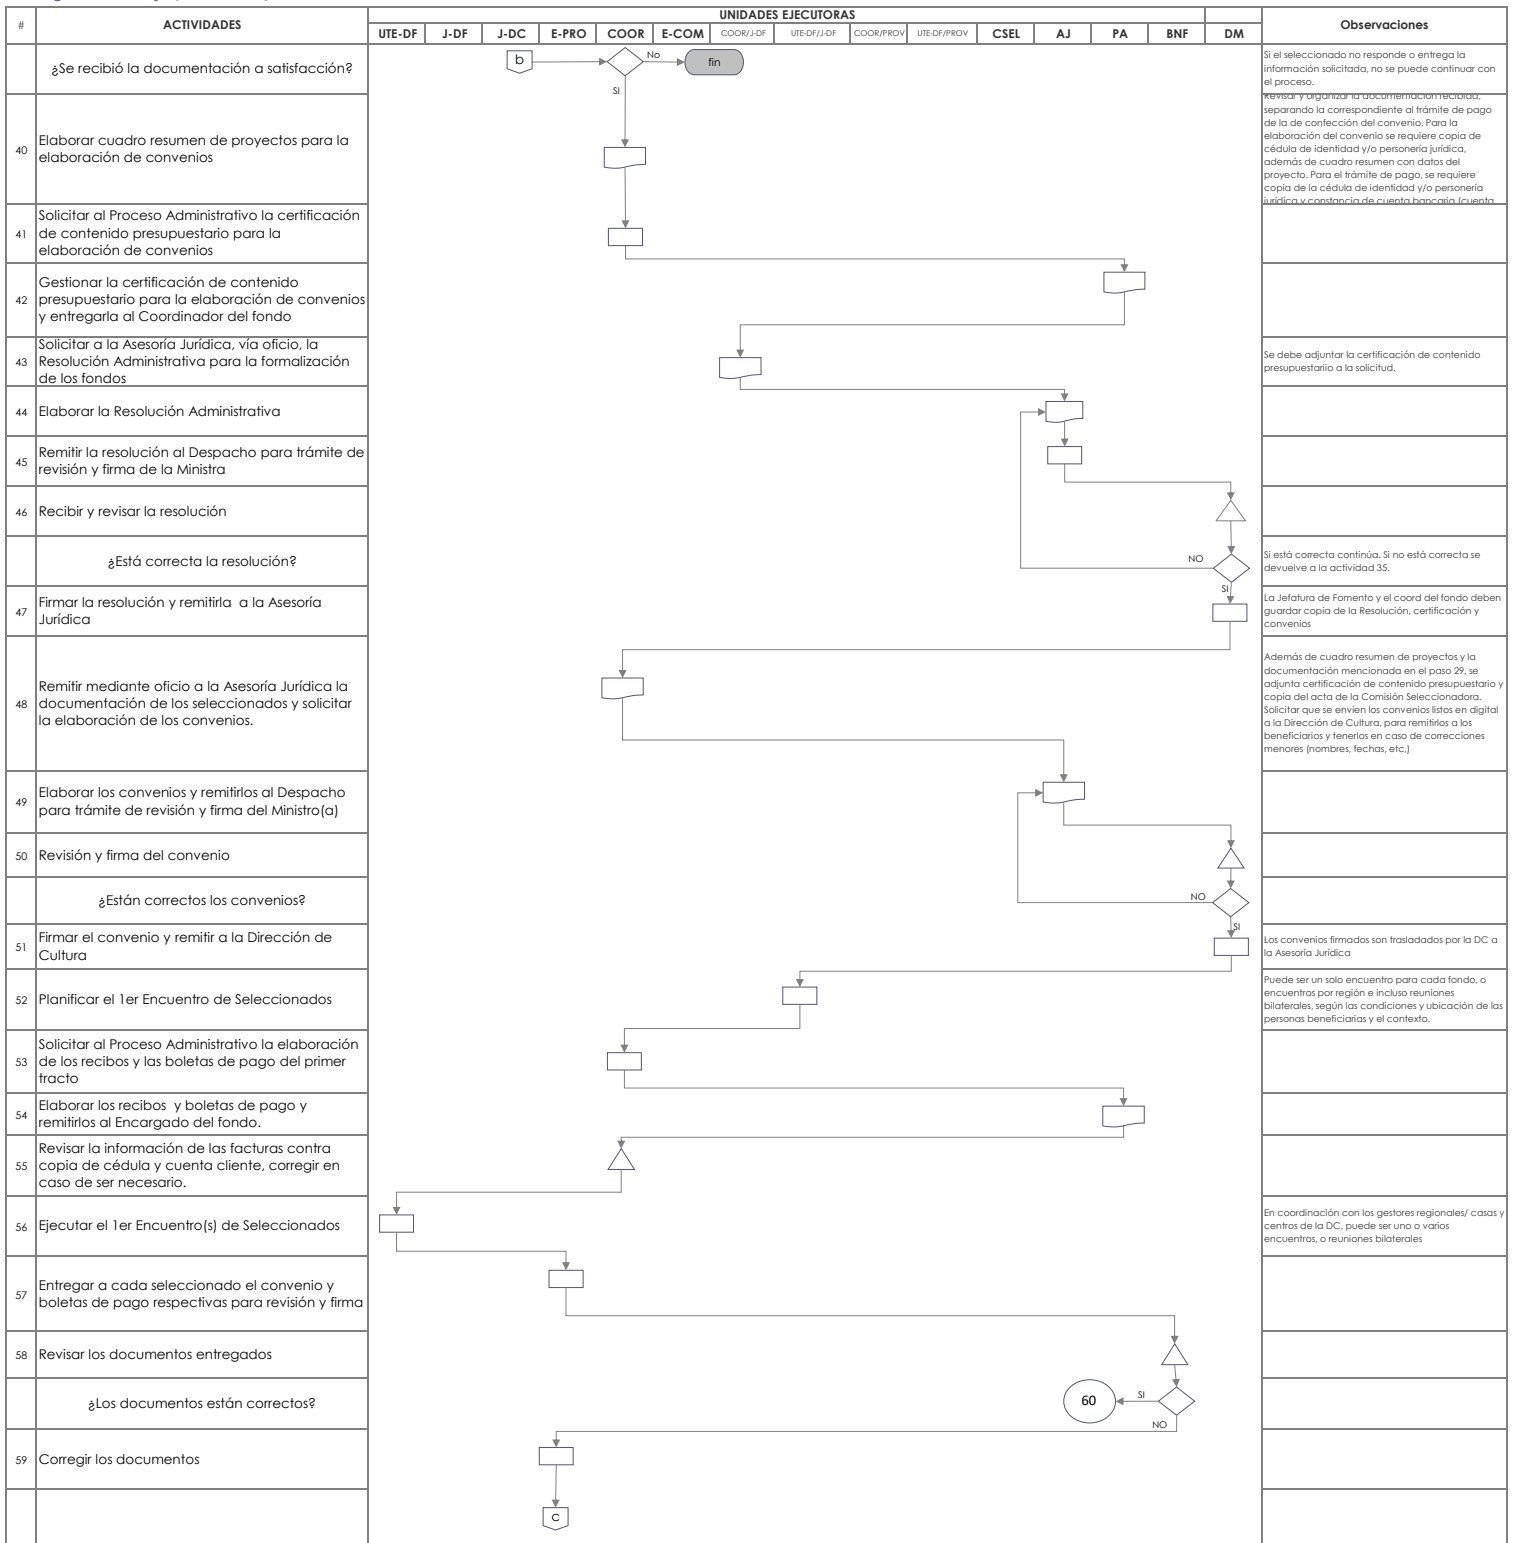 # ACTIVIDADES UNIDADES EJECUTORAS Observaciones
UTE-DF J-DF J-DC E-PRO COOR E-COM COOR/J-DF UTE-DF/J-DF COOR/PROV UTE-DF/PROV CSEL AJ PA BNF DM
¿Se recibió la documentación a satisfacción?
b
No
fin
SI
Si el seleccionado no responde o entrega la
información solicitada, no se puede continuar con
el proceso.
40
Elaborar cuadro resumen de proyectos para la
elaboración de convenios
Revisar y organizar la documentación recibida,
separando la correspondiente al trámite de pago
de la de confección del convenio. Para la
elaboración del convenio se requiere copia de
cédula de identidad y/o personería jurídica,
además de cuadro resumen con datos del
proyecto. Para el trámite de pago, se requiere
copia de la cédula de identidad y/o personería
jurídica y constancia de cuenta bancaria (cuenta
41
Solicitar al Proceso Administrativo la certificación
de contenido presupuestario para la
elaboración de convenios
42
Gestionar la certificación de contenido
presupuestario para la elaboración de convenios
y entregarla al Coordinador del fondo
43
Solicitar a la Asesoría Jurídica, vía oficio, la
Resolución Administrativa para la formalización
de los fondos
Se debe adjuntar la certificación de contenido
presupuestariio a la solicitud.
44
Elaborar la Resolución Administrativa
45
Remitir la resolución al Despacho para trámite de
revisión y firma de la Ministra
46
Recibir y revisar la resolución
¿Está correcta la resolución?
NO
SI
Si está correcta continúa. Si no está correcta se
devuelve a la actividad 35.
47
Firmar la resolución y remitirla a la Asesoría
Jurídica
La Jefatura de Fomento y el coord del fondo deben
guardar copia de la Resolución, certificación y
convenios
48
Remitir mediante oficio a la Asesoría Jurídica la
documentación de los seleccionados y solicitar
la elaboración de los convenios.
Además de cuadro resumen de proyectos y la
documentación mencionada en el paso 29, se
adjunta certificación de contenido presupuestario y
copia del acta de la Comisión Seleccionadora.
Solicitar que se envíen los convenios listos en digital
a la Dirección de Cultura, para remitirlos a los
beneficiarios y tenerlos en caso de correcciones
menores (nombres, fechas, etc,)
49
Elaborar los convenios y remitirlos al Despacho
para trámite de revisión y firma del Ministro(a)
50
Revisión y firma del convenio
¿Están correctos los convenios?
NO
SI
51
Firmar el convenio y remitir a la Dirección de
Cultura
Los convenios firmados son trasladados por la DC a
la Asesoría Jurídica
52
Planificar el 1er Encuentro de Seleccionados
Puede ser un solo encuentro para cada fondo, o
encuentros por región e incluso reuniones
bilaterales, según las condiciones y ubicación de las
personas beneficiarias y el contexto.
53
Solicitar al Proceso Administrativo la elaboración
de los recibos y las boletas de pago del primer
tracto
54
Elaborar los recibos y boletas de pago y
remitirlos al Encargado del fondo.
55
Revisar la información de las facturas contra
copia de cédula y cuenta cliente, corregir en
caso de ser necesario.
56
Ejecutar el 1er Encuentro(s) de Seleccionados
En coordinación con los gestores regionales/ casas y
centros de la DC, puede ser uno o varios
encuentros, o reuniones bilaterales
57
Entregar a cada seleccionado el convenio y
boletas de pago respectivas para revisión y firma
58
Revisar los documentos entregados
¿Los documentos están correctos?
60
SI
NO
59
Corregir los documentos
C